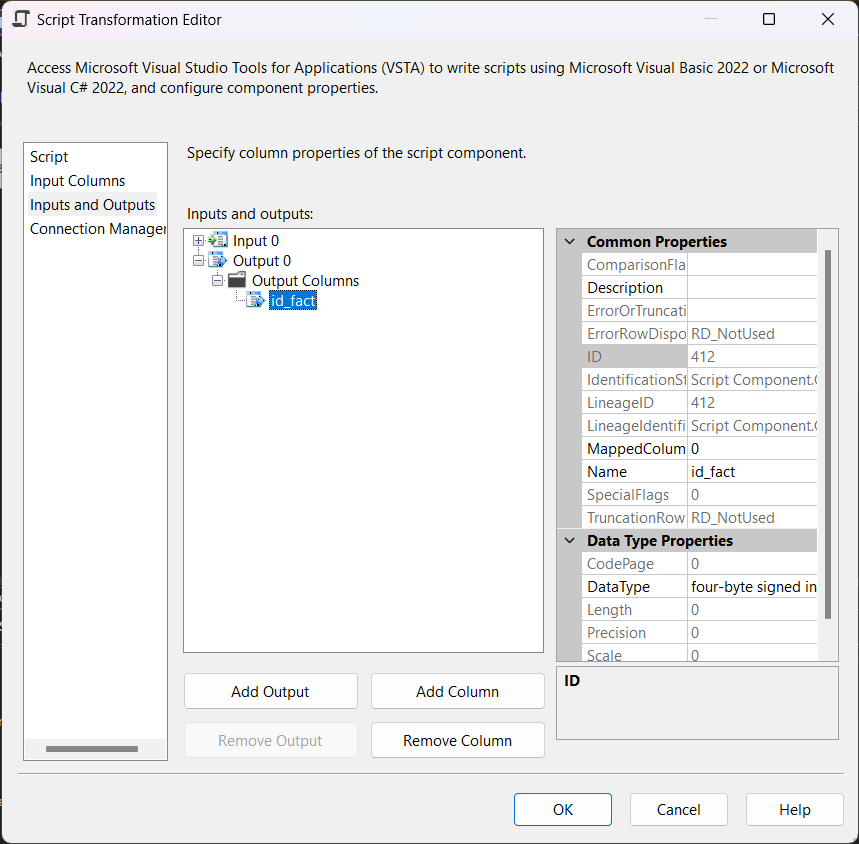 Script Transformation Editor
Access Microsoft Visual Studio Tools for Applications (VSTA) to write scripts using Microsoft Visual Basic 2022 or Microsoft
Visual C# 2022, and configure component properties.
Script
Input Columns
Inputs and Outputs
Connection Manager
Specify column properties of the script component.
Inputs and outputs:
Input 0
Output 0
Output Columns
id_fact
Common Properties
ComparisonFla
Description
ErrorOrTruncati
ErrorRowDispo RD_NotUsed
ID 412
IdentificationSt Script Component.O
LineageID 412
LineageIdentifi Script Component.O
MappedColum 0
Name id_fact
SpecialFlags 0
TruncationRow RD_NotUsed
Data Type Properties
CodePage 0
DataType four-byte signed in
Length 0
Precision 0
Scale 0
Add Output
Add Column
Remove Output
Remove Column
ID
OK
Cancel
Help